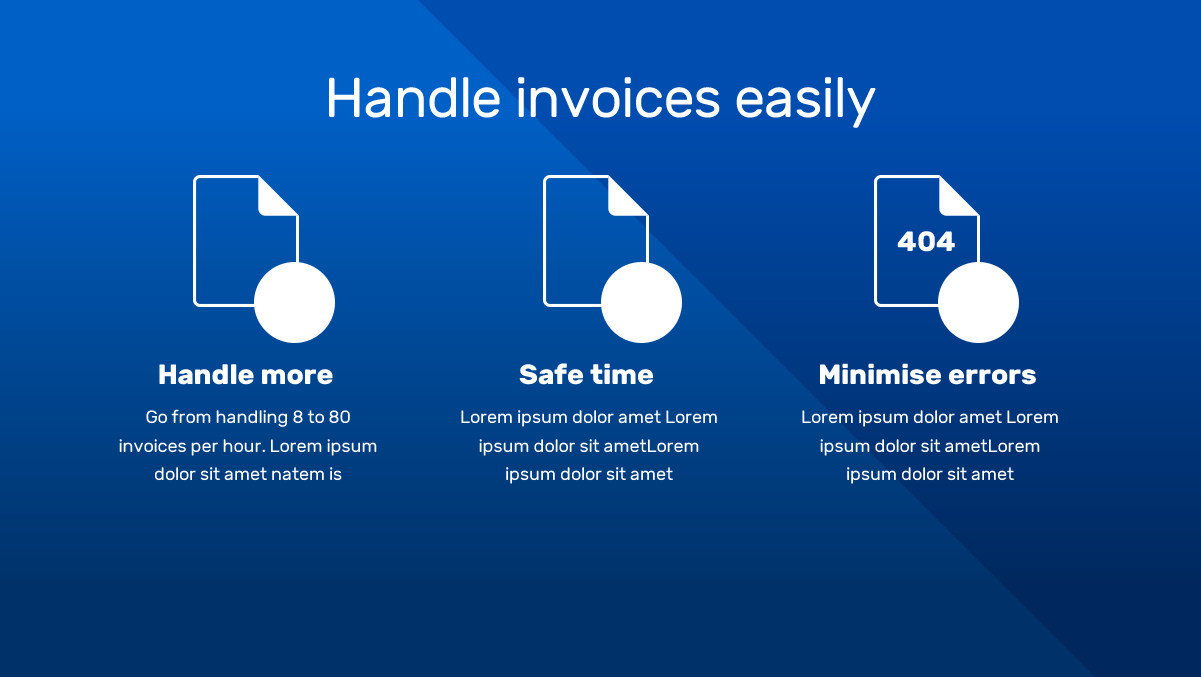 Handle invoices easily
404
Handle more
Go from handling 8 to 80
invoices per hour. Lorem ipsum
dolor sit amet natem is
Safe time
Lorem ipsum dolor amet Lorem
ipsum dolor sit ametLorem
ipsum dolor sit amet
Minimise errors
Lorem ipsum dolor amet Lorem
ipsum dolor sit ametLorem
ipsum dolor sit amet